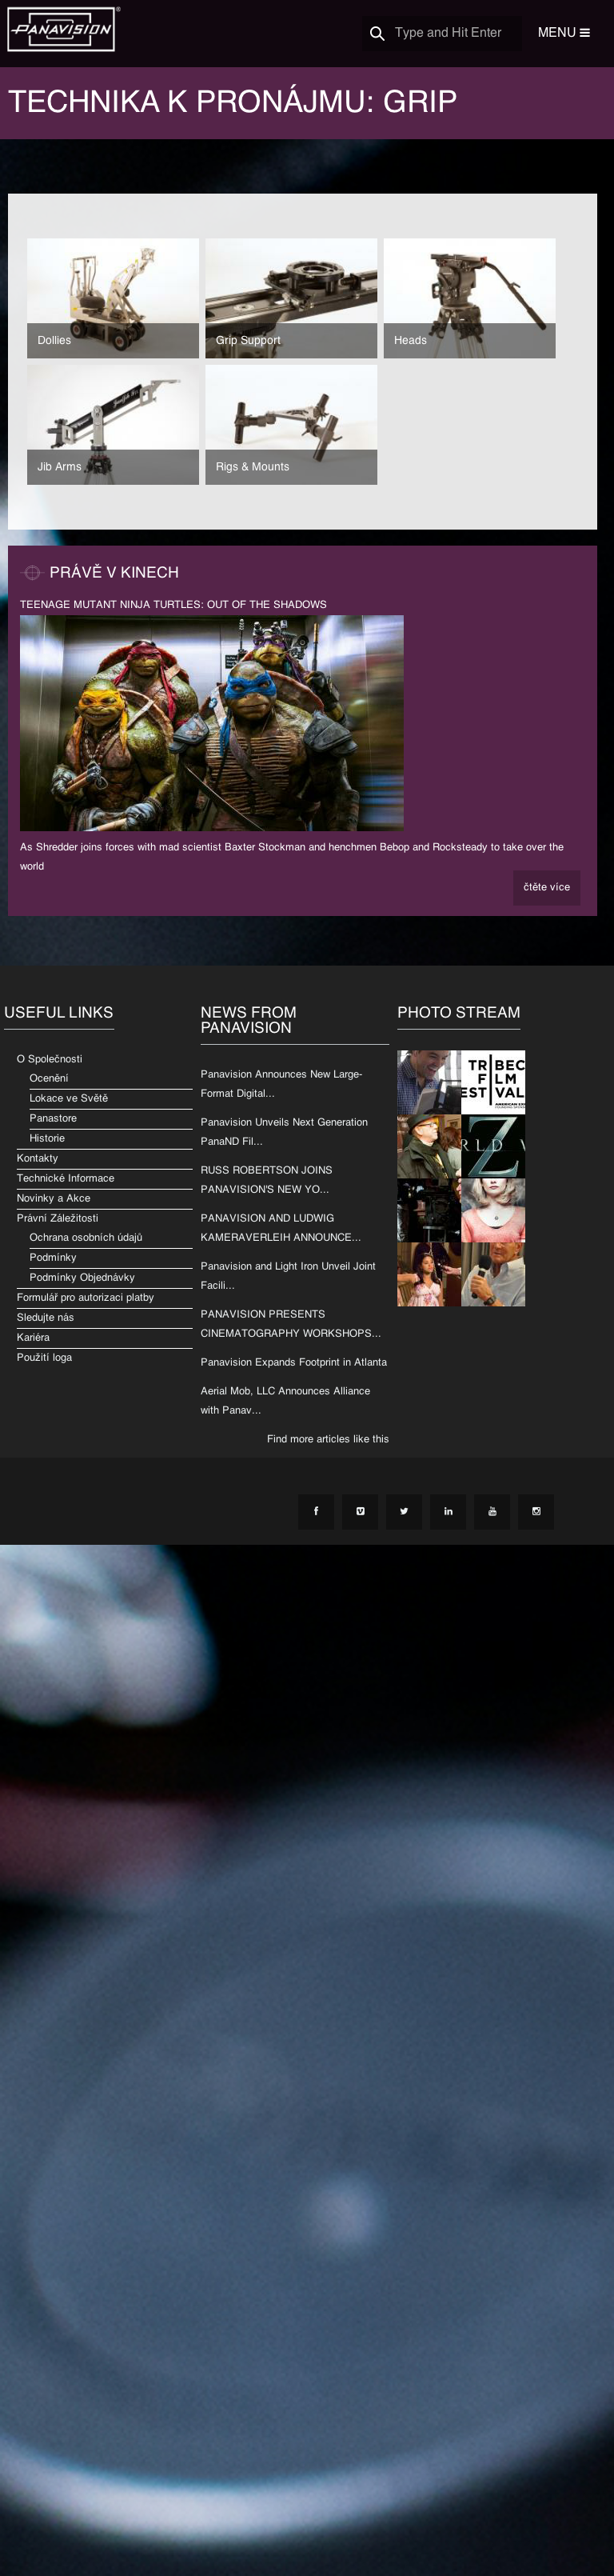 PANAVISION®
Type and Hit Enter
MENU
TECHNIKA K PRONÁJMU: GRIP
Dollies
Grip Support
Heads
Jib Arms
Rigs & Mounts
PRÁVĚ V KINECH
TEENAGE MUTANT NINJA TURTLES: OUT OF THE SHADOWS
As Shredder joins forces with mad scientist Baxter Stockman and henchmen Bebop and Rocksteady to take over the
world
čtěte více
USEFUL LINKS
O Společnosti
Ocenění
Lokace ve Světě
Panastore
Historie
Kontakty
Technické Informace
Novinky a Akce
Právní Záležitosti
Ochrana osobních údajů
Podmínky
Podmínky Objednávky
Formulář pro autorizaci platby
Sledujte nás
Kariéra
Použití loga
NEWS FROM
PANAVISION
Panavision Announces New Large-
Format Digital...
Panavision Unveils Next Generation
PanaND Fil...
RUSS ROBERTSON JOINS
PANAVISION'S NEW YO...
PANAVISION AND LUDWIG
KAMERAVERLEIH ANNOUNCE...
Panavision and Light Iron Unveil Joint
Facili...
PANAVISION PRESENTS
CINEMATOGRAPHY WORKSHOPS...
Panavision Expands Footprint in Atlanta
Aerial Mob, LLC Announces Alliance
with Panav...
Find more articles like this
PHOTO STREAM
TRIBEC
FILM
ESTIVAL
RLD W
Z